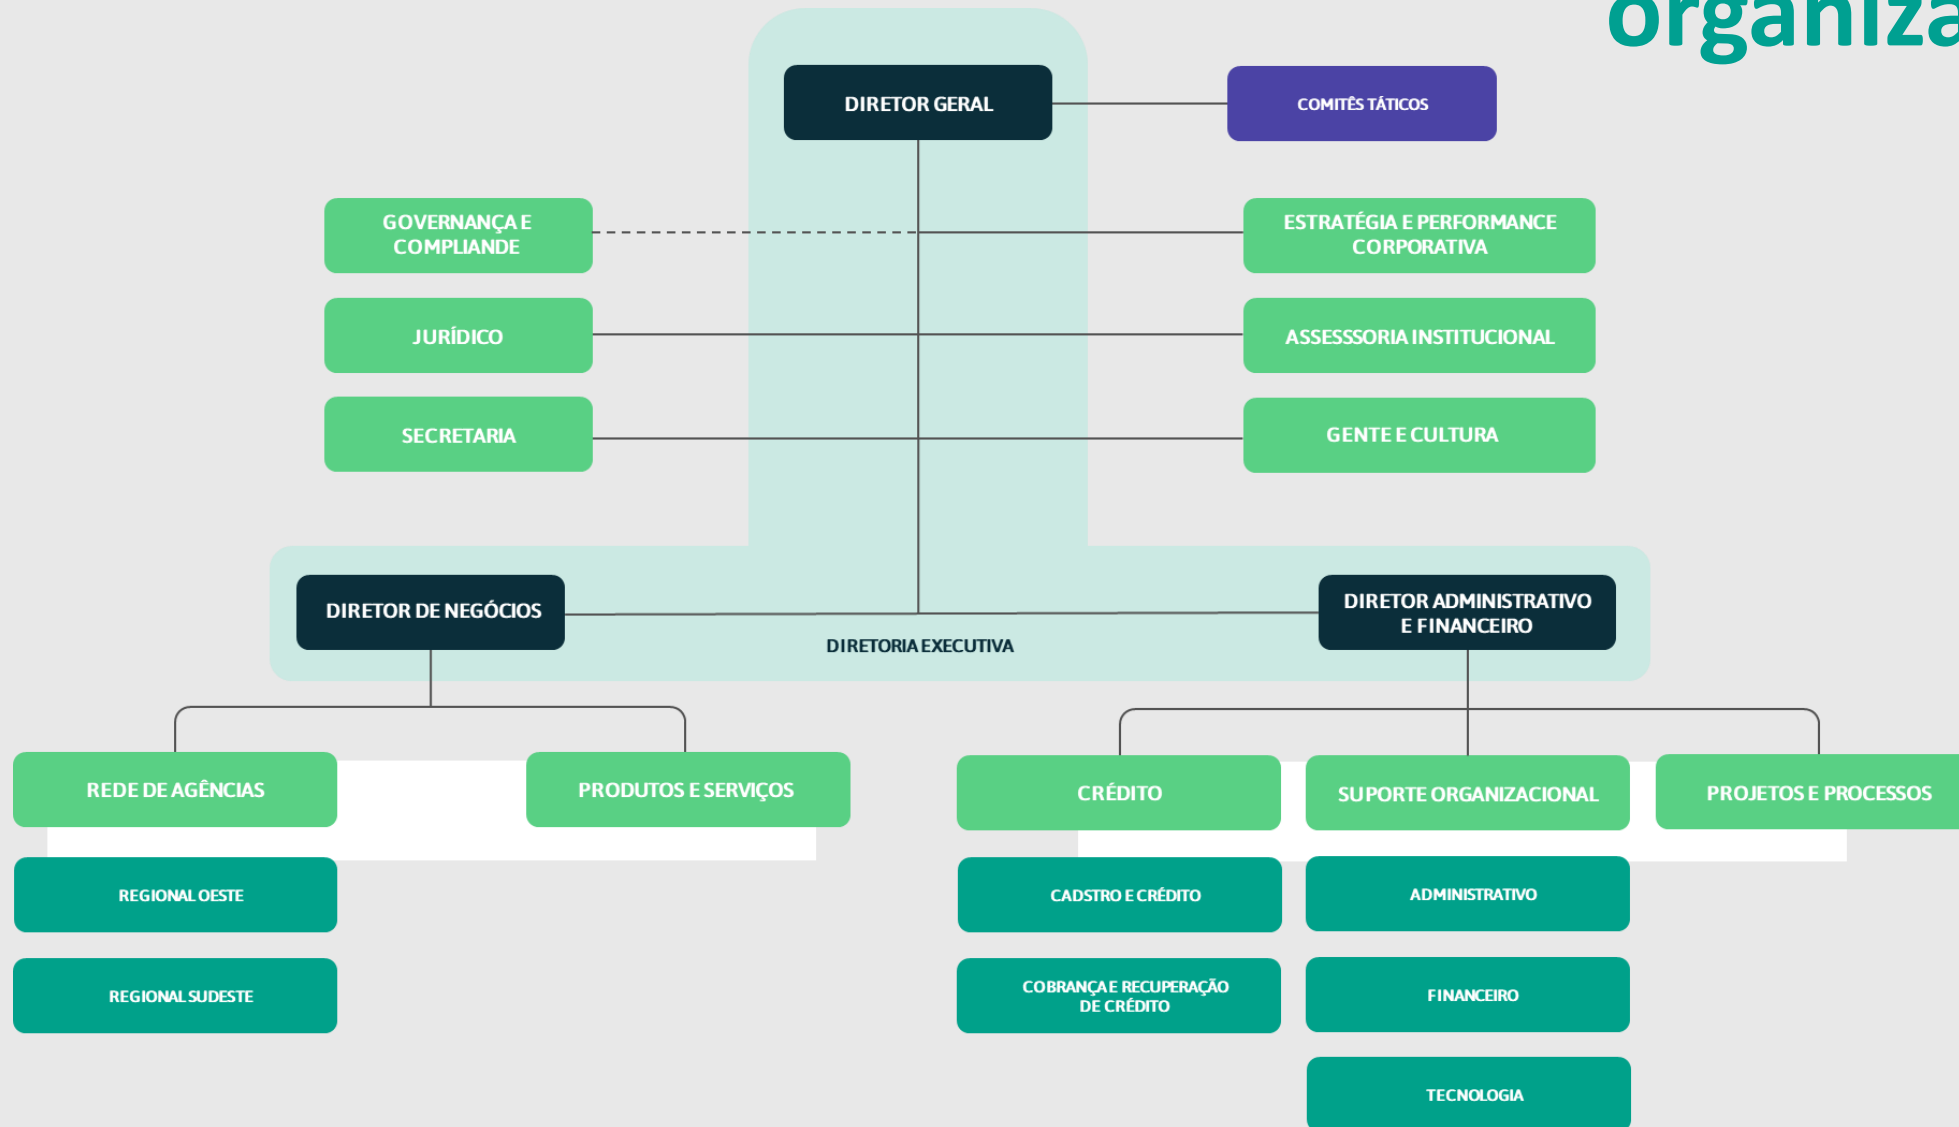 organiza
DIRETOR GERAL
COMITÊS TÁTICOS
GOVERNANÇA E
COMPLIANDE
ESTRATÉGIA E PERFORMANCE
CORPORATIVA
JURÍDICO
ASSESSSORIA INSTITUCIONAL
SECRETARIA
GENTE E CULTURA
DIRETOR DE NEGÓCIOS
DIRETOR ADMINISTRATIVO
E FINANCEIRO
DIRETORIA EXECUTIVA
REDE DE AGÊNCIAS
PRODUTOS E SERVIÇOS
CRÉDITO
SUPORTE ORGANIZACIONAL
PROJETOS E PROCESSOS
REGIONAL OESTE
CADSTRO E CRÉDITO
ADMINISTRATIVO
REGIONAL SUDESTE
COBRANÇA E RECUPERAÇÃO
DE CRÉDITO
FINANCEIRO
TECNOLOGIA